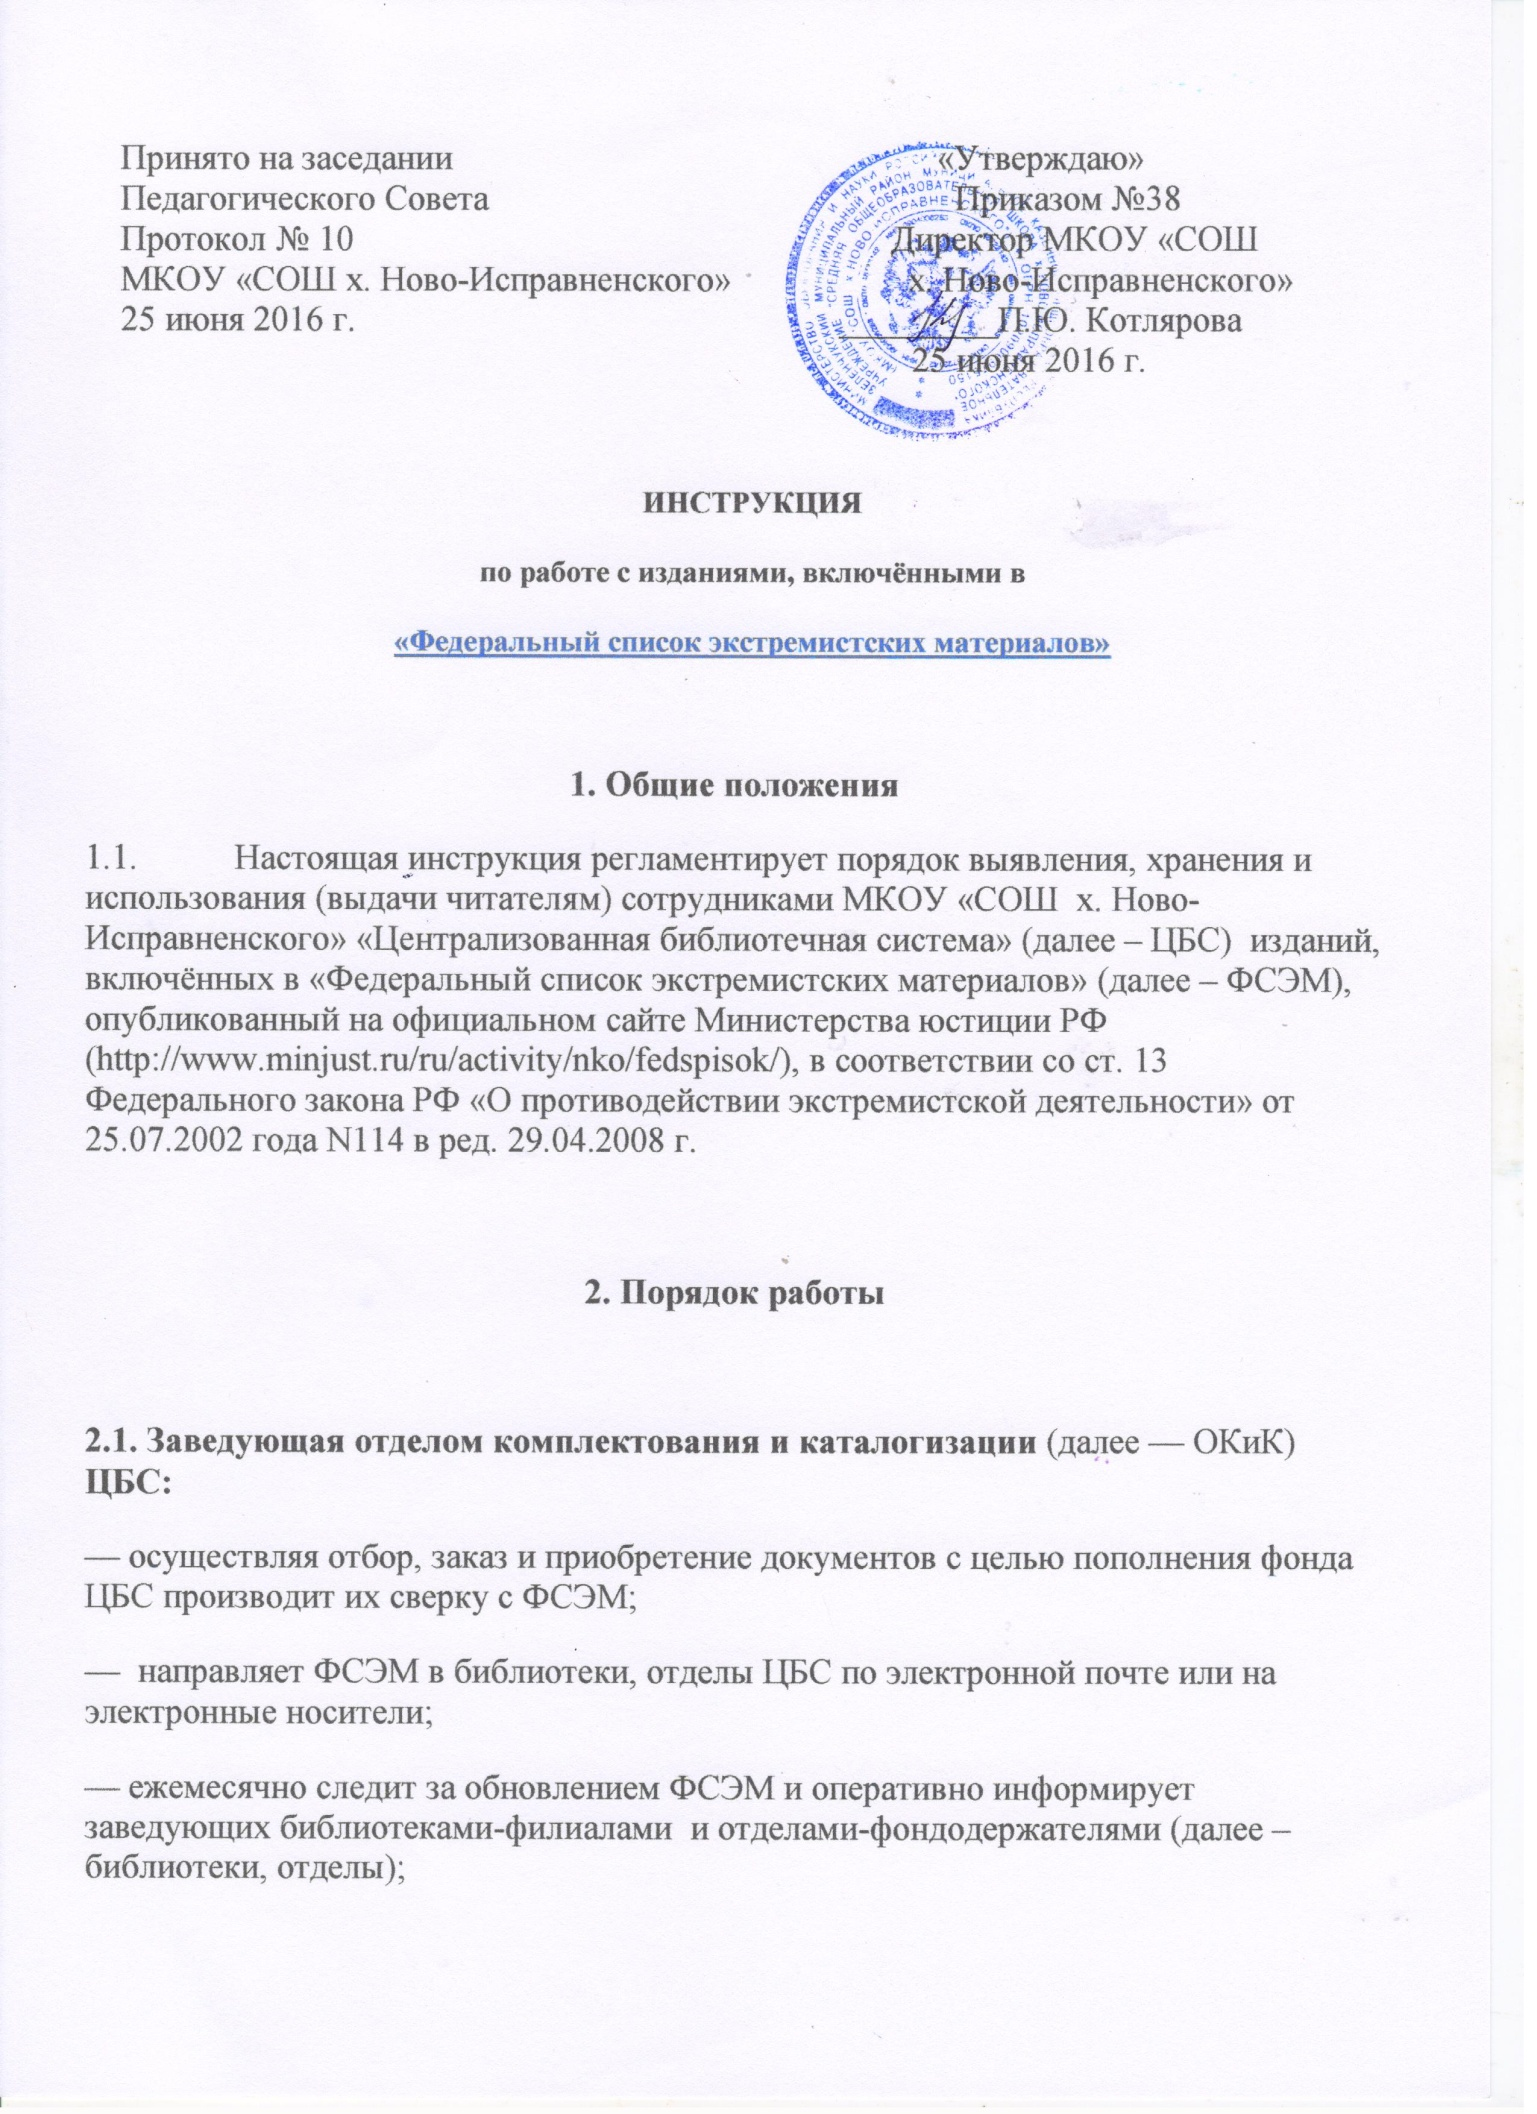 Принято на заседании
Педагогического Совета
Протокол № 10
МКОУ «СОШ х. Ново-Исправненского»
25 июня 2016 г.
«Утверждаю»
Приказом №38
Директор МКОУ «СОШ
х. Ново-Исправненского»
Л.Ю. Котлярова
25 июня 2016 г.
ИНСТРУКЦИЯ
по работе с изданиями, включёнными в
«Федеральный список экстремистских материалов»
1. Общие положения
1.1. Настоящая инструкция регламентирует порядок выявления, хранения и
использования (выдачи читателям) сотрудниками МКОУ «СОШ х. Ново-
Исправненского» «Централизованная библиотечная система» (далее – ЦБС) изданий,
включённых в «Федеральный список экстремистских материалов» (далее – ФСЭМ),
опубликованный на официальном сайте Министерства юстиции РФ
(http://www.minjust.ru/ru/activity/nko/fedspisok/), в соответствии со ст. 13
Федерального закона РФ «О противодействии экстремистской деятельности» от
25.07.2002 года N114 в ред. 29.04.2008 г.
2. Порядок работы
2.1. Заведующая отделом комплектования и каталогизации (далее — ОКиК)
ЦБС:
— осуществляя отбор, заказ и приобретение документов с целью пополнения фонда
ЦБС производит их сверку с ФСЭМ;
— направляет ФСЭМ в библиотеки, отделы ЦБС по электронной почте или на
электронные носители;
— ежемесячно следит за обновлением ФСЭМ и оперативно информирует
заведующих библиотеками-филиалами и отделами-фондодержателями (далее –
библиотеки, отделы);